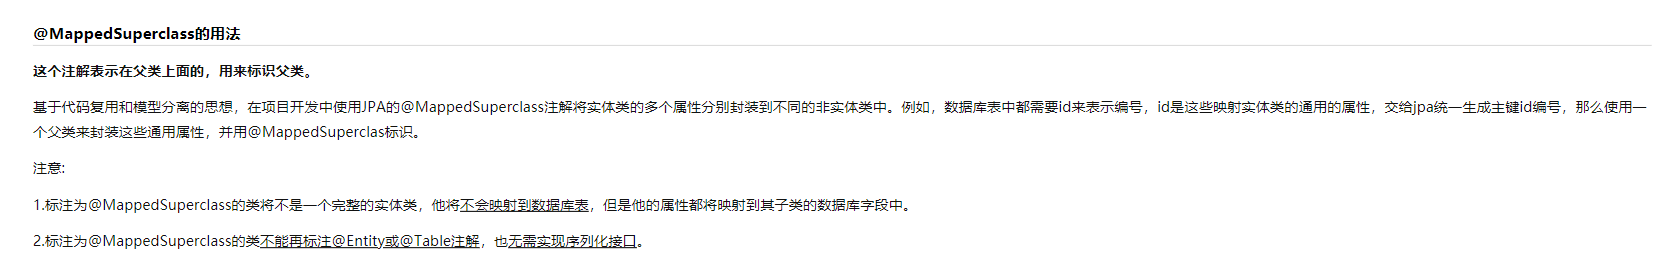 @MappedSuperclass的用法
这个注解表示在父类上面的，用来标识父类。
基于代码复用和模型分离的思想，在项目开发中使用JPA的@MappedSuperclass注解将实体类的多个属性分别封装到不同的非实体类中。例如，数据库表中都需要id来表示编号，id是这些映射实体类的通用的属性，交给jpa统一生成主键id编号，那么使用一
个父类来封装这些通用属性，并用@MappedSuperclas标识。
注意:
1.标注为@MappedSuperclass的类将不是一个完整的实体类，他将不会映射到数据库表，但是他的属性都将映射到其子类的数据库字段中。
2.标注为@MappedSuperclass的类不能再标注@Entity或@Table注解，也无需实现序列化接口。